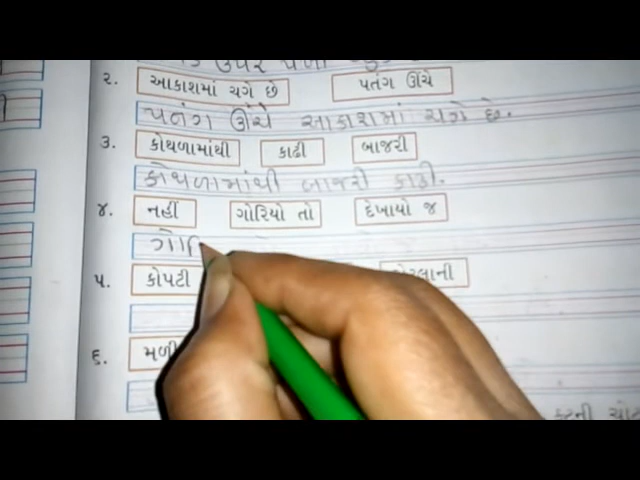 ૨. આકાશમાં ચગે છે પતંગ ઊંચે
પતંગ ઊંચે આકાશમાં ચગે છે.
૩. કોથળામાંથી કાઢી બાજરી
કોથળામાંથી બાજરી કાઢી.
૪. નહીં ગોરિયો તો દેખાયો જ
ગોરિ
૫. કોપટી
૬.